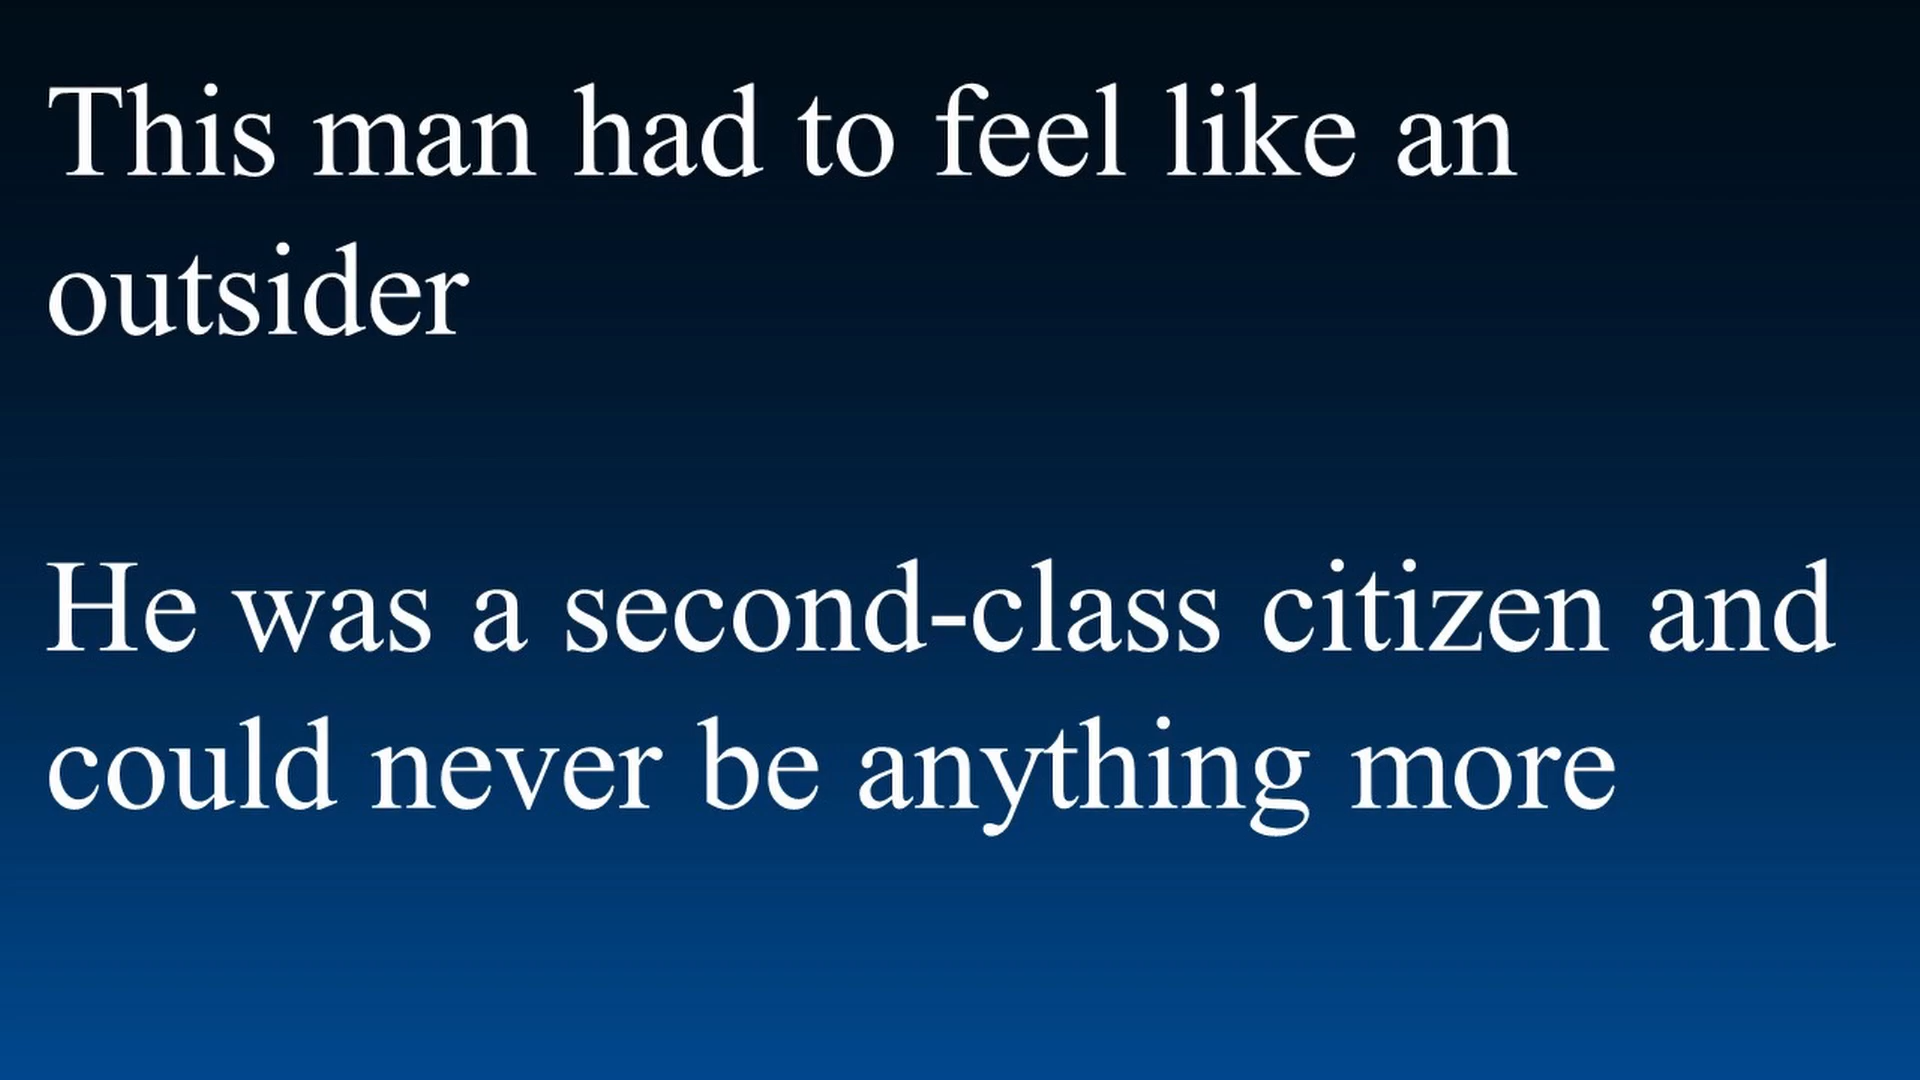 This man had to feel like an
outsider
He was a second-class citizen and
could never be anything more